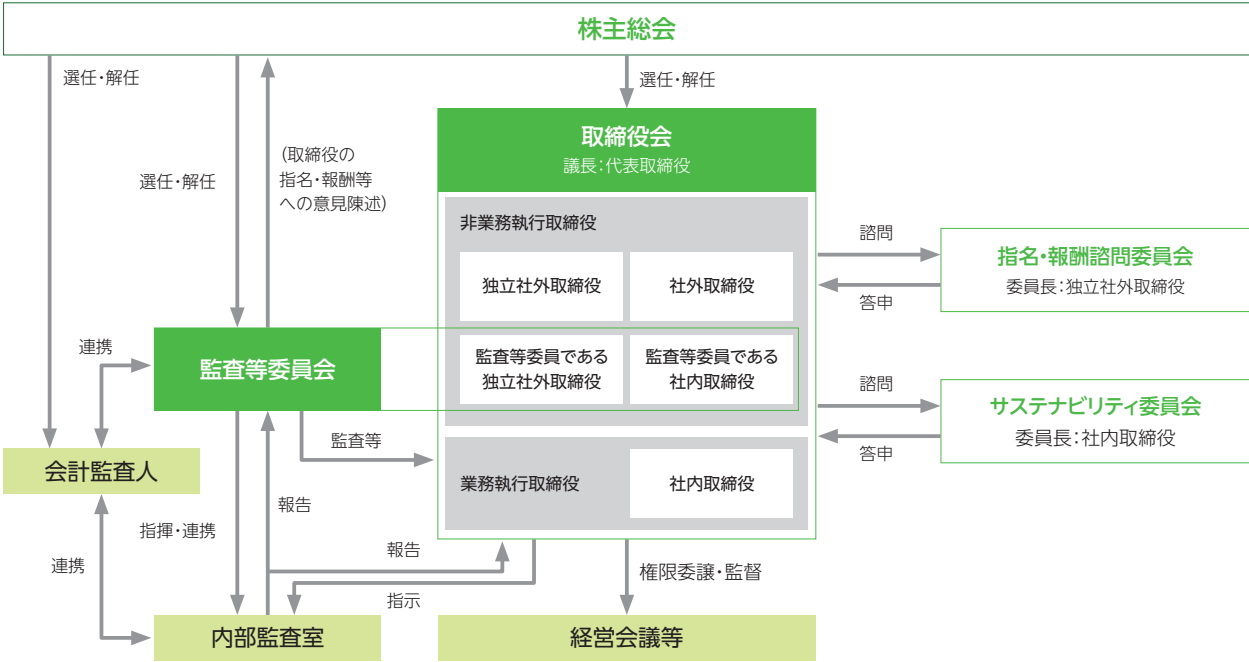 株主総会
選任・解任
選任・解任
(取締役の
指名・報酬等
への意見陳述)
選任・解任
取締役会
議長:代表取締役
非業務執行取締役
独立社外取締役
社外取締役
監査等委員である
独立社外取締役
監査等委員である
社内取締役
業務執行取締役
社内取締役
諮問
答申
指名・報酬諮問委員会
委員長:独立社外取締役
諮問
答申
サステナビリティ委員会
委員長:社内取締役
連携
監査等委員会
監査等
会計監査人
連携
指揮・連携
報告
報告
指示
権限委譲・監督
内部監査室
経営会議等